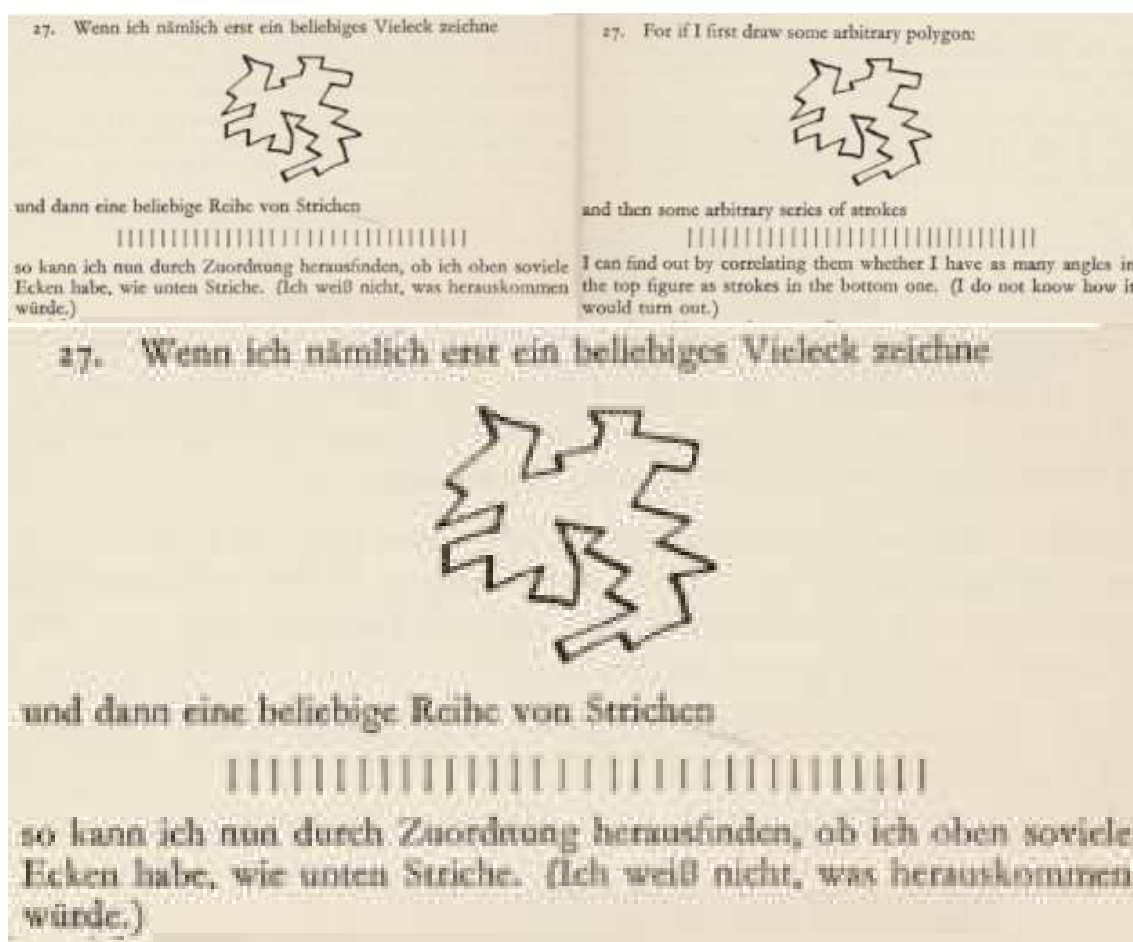 27. Wenn ich nämlich erst ein beliebiges Vieleck zeichne
und dann eine beliebige Reihe von Strichen
so kann ich nun durch Zuordnung herausfinden, ob ich oben soviele
Ecken habe, wie unten Striche. (Ich weiß nicht, was herauskommen
würde.)
27. For if I first draw some arbitrary polygon:
and then some arbitrary series of strokes
I can find out by correlating them whether I have as many angles in
the top figure as strokes in the bottom one. (I do not know how it
would turn out.)
27. Wenn ich nämlich erst ein beliebiges Vieleck zeichne
und dann eine beliebige Reihe von Strichen
so kann ich nun durch Zuordnung herausfinden, ob ich oben soviele
Ecken habe, wie unten Striche. (Ich weiß nicht, was herauskommen
würde.)